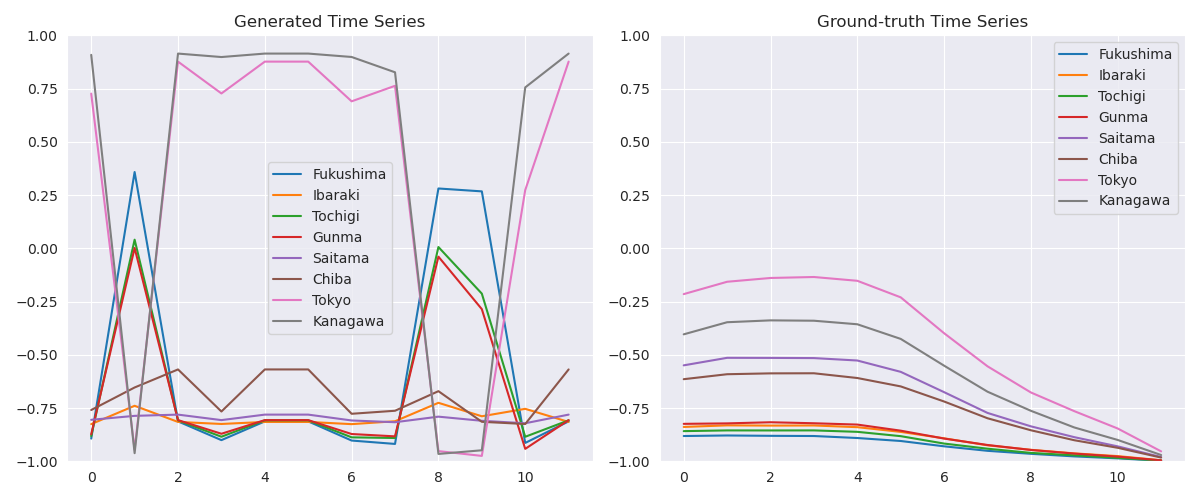 Generated Time Series
1.00
0.75
0.50
0.25
0.00
−0.25
−0.50
−0.75
−1.00
0 2 4 6 8 10
Fukushima
Ibaraki
Tochigi
Gunma
Saitama
Chiba
Tokyo
Kanagawa
Ground-truth Time Series
1.00
0.75
0.50
0.25
0.00
−0.25
−0.50
−0.75
−1.00
0 2 4 6 8 10
Fukushima
Ibaraki
Tochigi
Gunma
Saitama
Chiba
Tokyo
Kanagawa